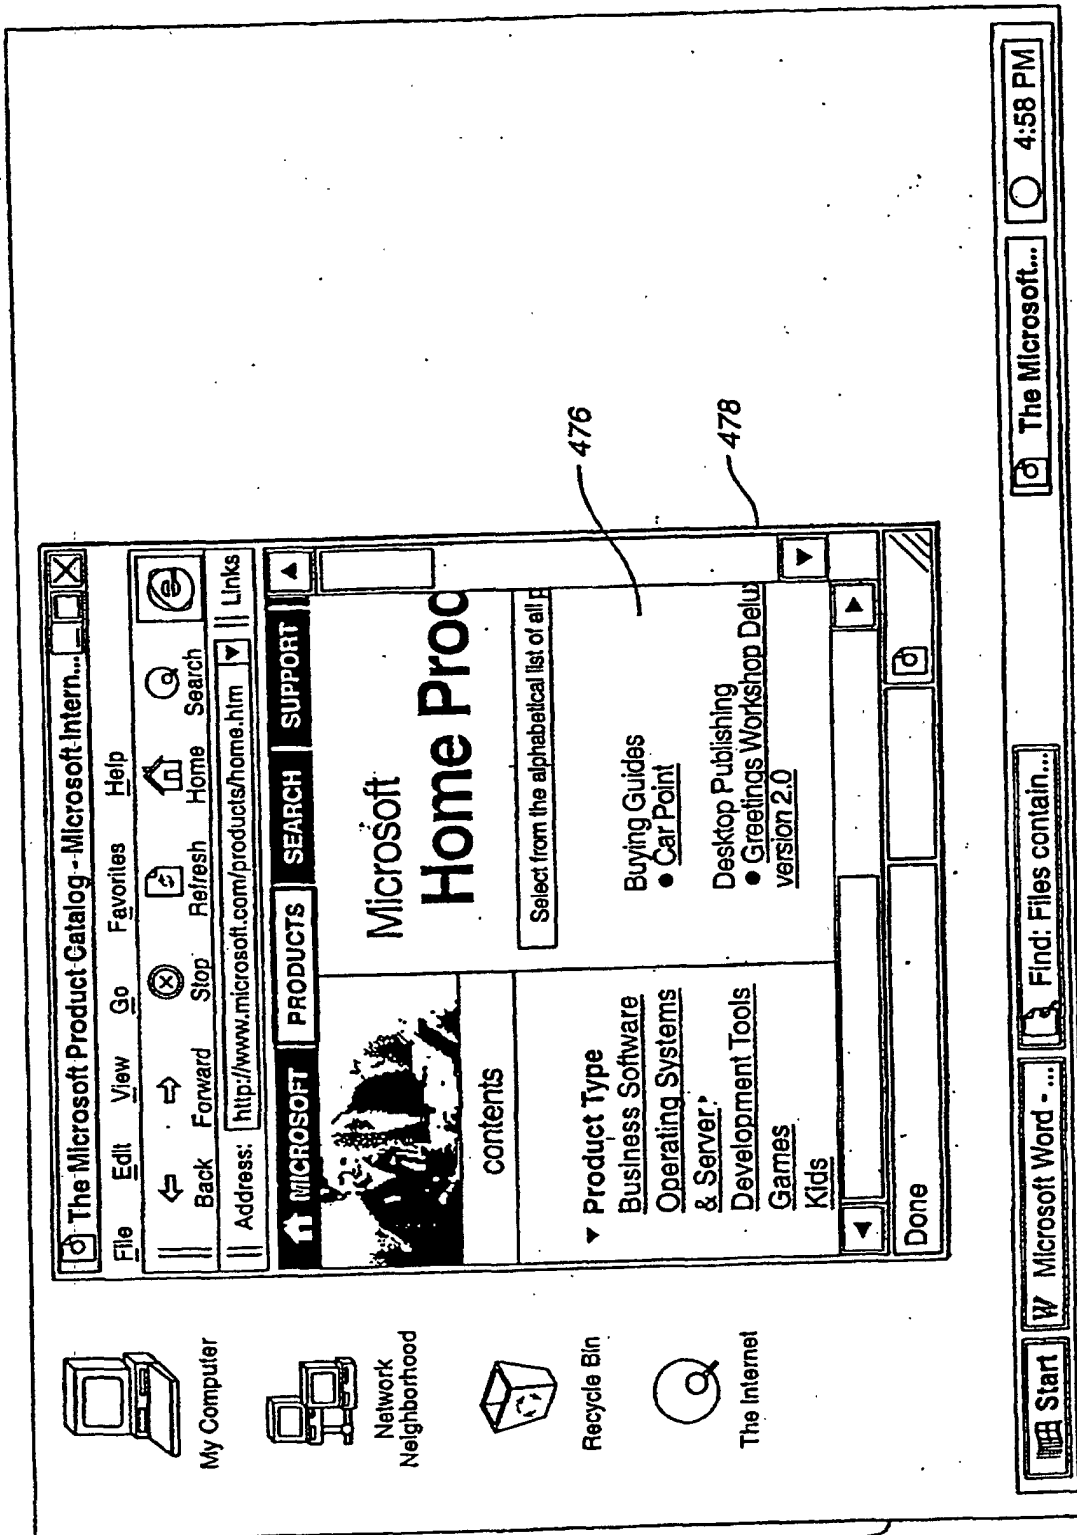 The Microsoft Product Catalog - Microsoft Intern...
File Edit View Go Favorites Help
Back Forward Stop Refresh Home Search
Address: http://www.microsoft.com/products/home.htm Links
MICROSOFT PRODUCTS SEARCH SUPPORT
contents
▼ Product Type
Business Software
Operating Systems
& Server
Development Tools
Games
Kids
Microsoft
Home Prod
Select from the alphabetical list of all p
Buying Guides
• Car Point
Desktop Publishing
• Greetings Workshop Delux
version 2.0
Done
476
478
My Computer
Network
Neighborhood
Recycle Bin
The Internet
Start
W Microsoft Word - ...
Find: Files contain...
The Microsoft...
4:58 PM